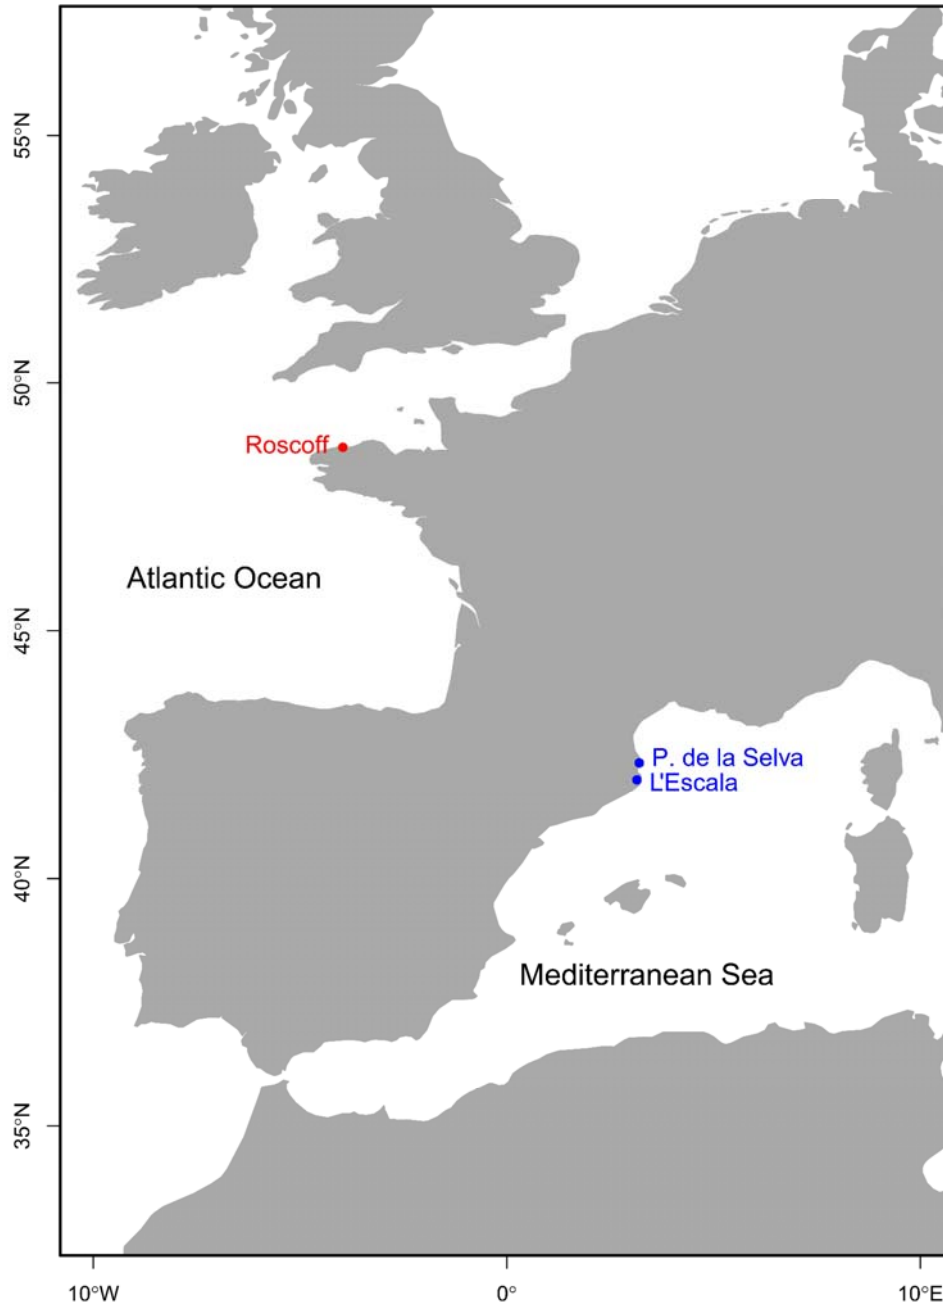 55°N
50°N
Roscoff
Atlantic Ocean
45°N
P. de la Selva
L'Escala
40°N
Mediterranean Sea
35°N
10°W
0°
10°E